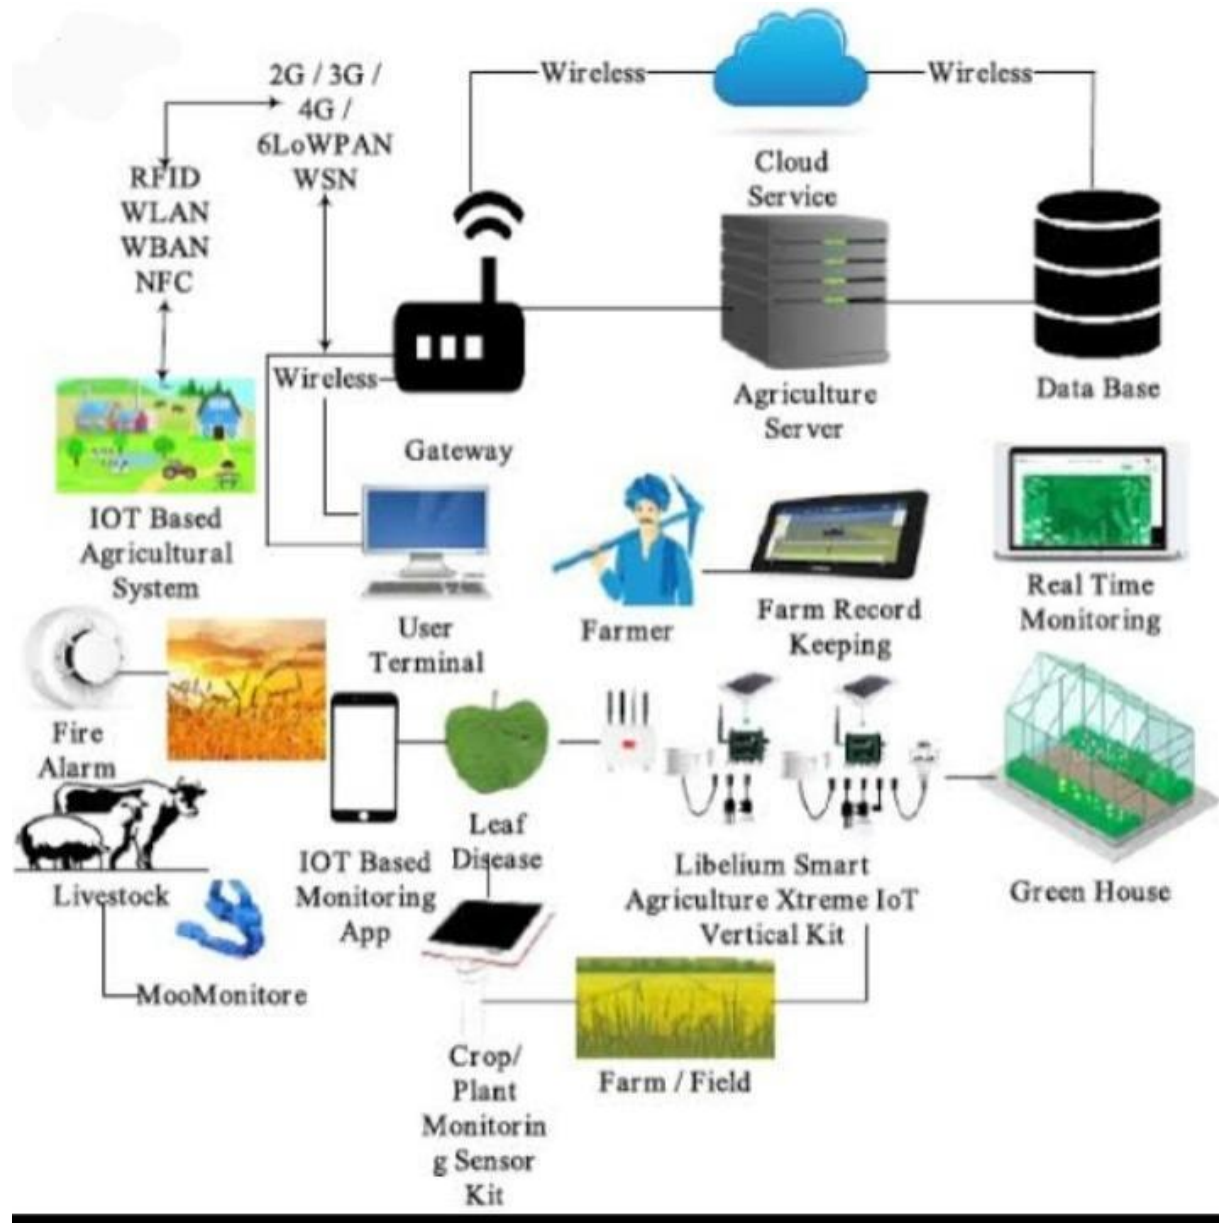 2G / 3G /
4G /
6LoWPAN
WSN
Wireless
Wireless
Cloud
Service
RFID
WLAN
WBAN
NFC
Wireless
Gateway
Agriculture
Server
Data Base
IOT Based
Agricultural
System
User
Terminal
Farmer
Farm Record
Keeping
Real Time
Monitoring
Fire
Alarm
Livestock
MooMonitore
IOT Based
Monitoring
App
Leaf
Disease
Libelium Smart
Agriculture Xtreme IoT
Vertical Kit
Green House
Crop/
Plant
Monitorin
g Sensor
Kit
Farm / Field